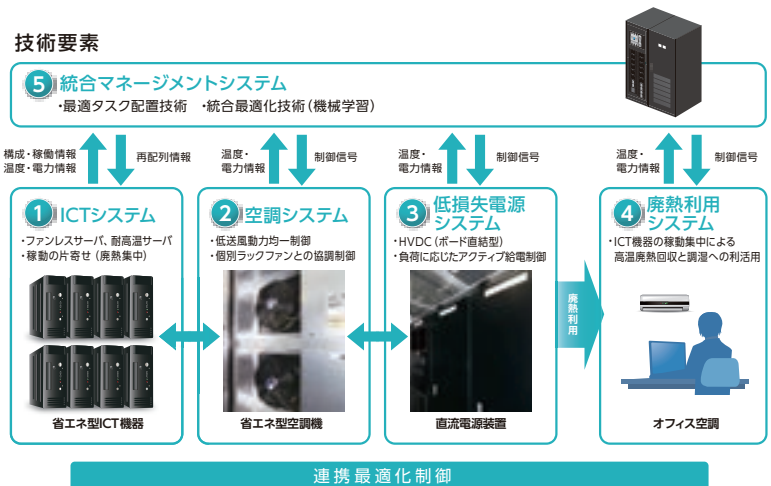 技術要素
5 統合マネージメントシステム
・最適タスク配置技術 ・統合最適化技術（機械学習）
構成・稼働情報
温度・電力情報
再配列情報
温度・
電力情報
制御信号
温度・
電力情報
制御信号
温度・
電力情報
制御信号
1 ICTシステム
・ファンレスサーバ、耐高温サーバ
・稼働の片寄せ（廃熱集中）
省エネ型ICT機器
2 空調システム
・低送風動力均一制御
・個別ラックファンとの協調制御
省エネ型空調機
3 低損失電源
システム
・HVDC（ボード直結型）
・負荷に応じたアクティブ給電制御
直流電源装置
廃熱利用
4 廃熱利用
システム
・ICT機器の稼動集中による
高温廃熱回収と調湿への利活用
オフィス空調
連携最適化制御